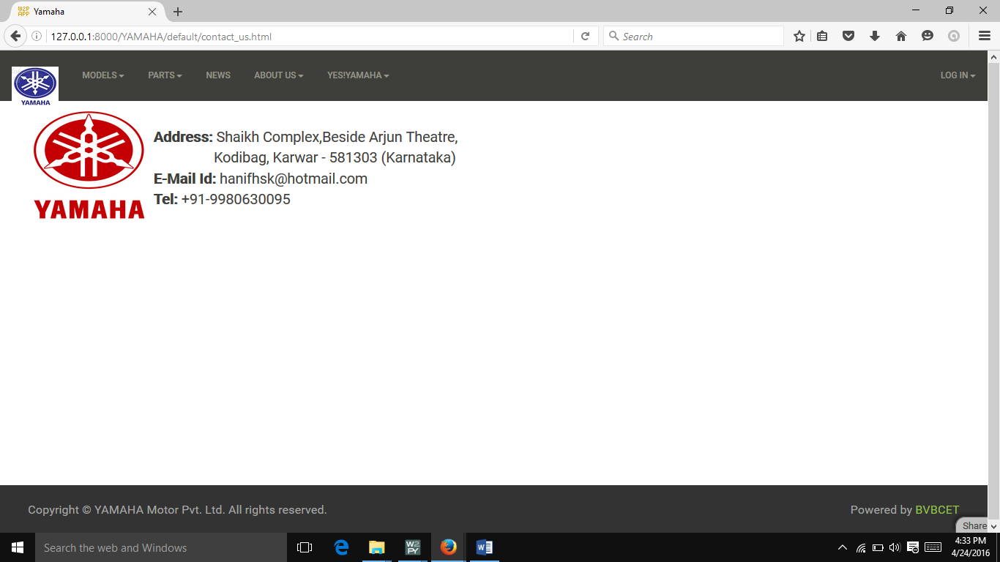 Yamaha
127.0.0.1:8000/YAMAHA/default/contact_us.html
Search
YAMAHA
MODELS
PARTS
NEWS
ABOUT US
YES!YAMAHA
LOG IN
YAMAHA
Address: Shaikh Complex,Beside Arjun Theatre,
Kodibag, Karwar - 581303 (Karnataka)
E-Mail Id: hanifhsk@hotmail.com
Tel: +91-9980630095
Copyright © YAMAHA Motor Pvt. Ltd. All rights reserved.
Powered by BVBCET
Share
Search the web and Windows
W2PY
4:33 PM
4/24/2016